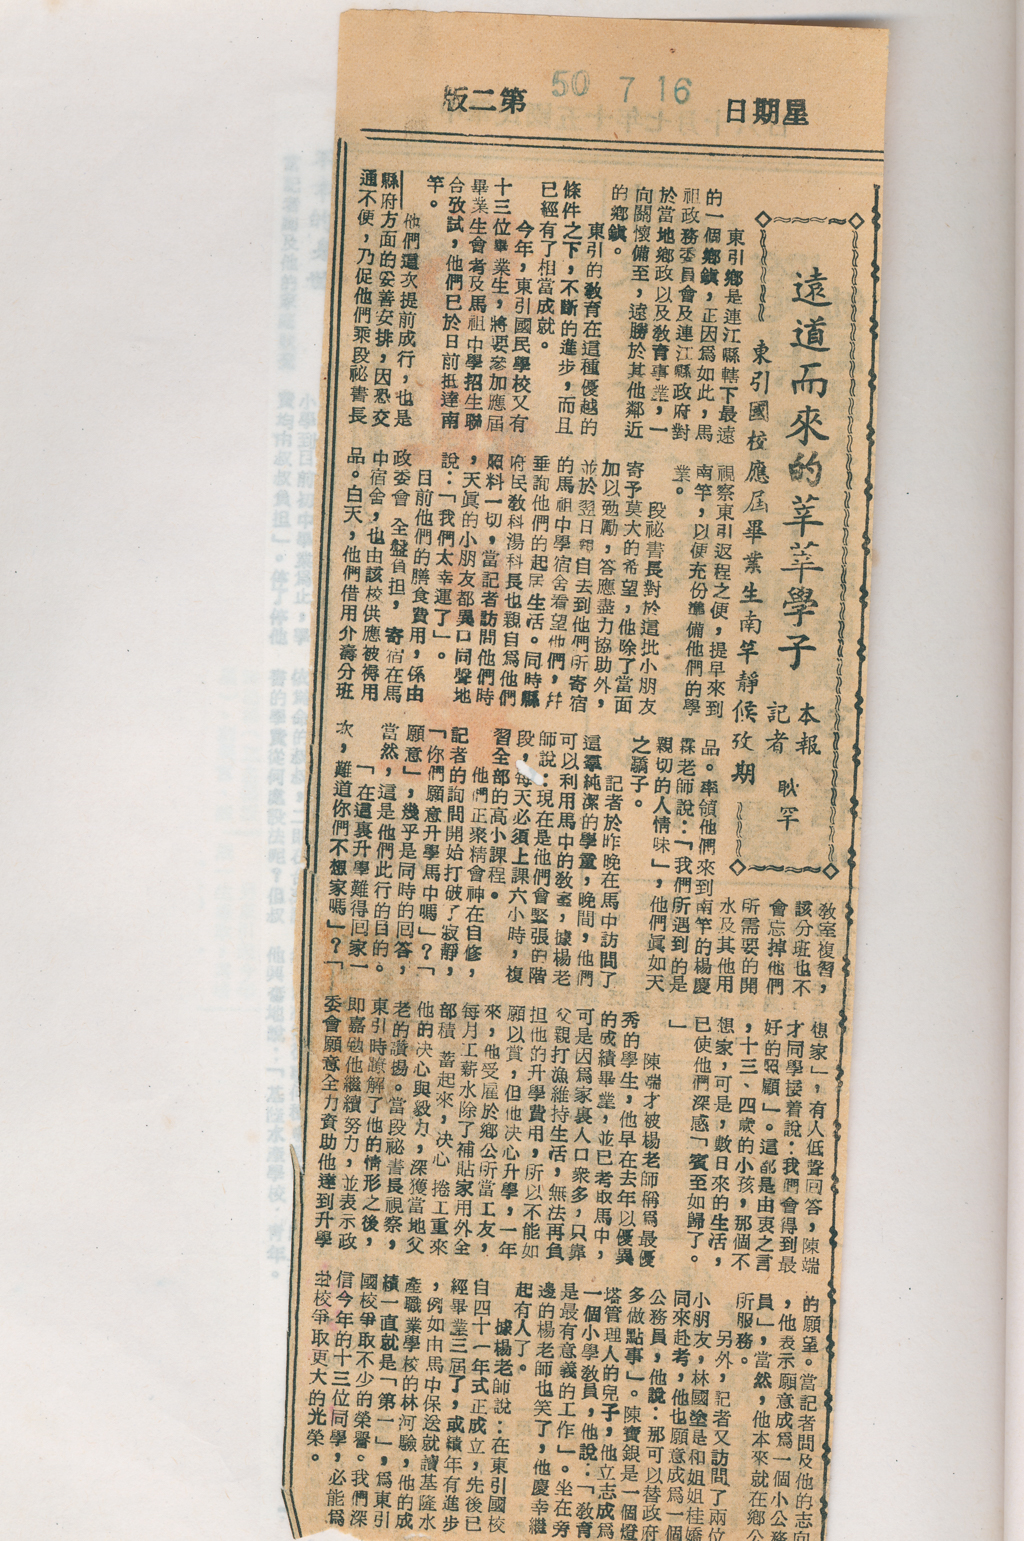 星期日
50 7 16
第二版
遠道而來的莘莘學子
東引國校應屆畢業生南竿靜候攷期
本報
記者
耿罕
東引鄉是連江縣轄下最遠
的一個鄉鎮,正因爲如此,馬
祖政務委員會及連江縣政府對
於當地鄉政以及教育事業,一
向關懷備至,遠勝於其他鄰近
的鄉鎮。
東引的教育在這種優越的
條件之下,不斷的進步,而且
已經有了相當成就。
今年,東引國民學校又有
十三位畢業生,將要參加應屆
畢業生會考及馬祖中學招生聯
合攷試,他們已於日前抵達南
竿。
他們這次提前成行,也是
縣府方面的妥善安排,因恐交
通不便,乃促他們乘段祕書長
視察東引返程之便,提早來到
南竿,以便充份準備他們的學
業。
段祕書長對於這批小朋友
寄予莫大的希望,他除了當面
加以勁勵,答應盡力協助外,
並於翌日親自去到他們所寄宿
的馬祖中學宿舍看望他們,幷
垂詢他們的起居生活。同時縣
府民教科湯科長也親自爲他們
照料一切,當記者訪問他們時
,天眞的小朋友都異口同聲地
說:「我們太幸運了」。
日前他們的膳食費用,係由
政委會 全盤負担,寄宿在馬
中宿舍,也由該校供應被褥用
品。白天,他們借用介壽分班
教室複習,
該分班也不
會忘掉他們
所需要的開
水及其他用
品。率領他們來到南竿的楊慶
霖老師說:「我們所遇到的是
親切的人情味」,他們眞如天
之驕子。
記者於昨晚在馬中訪問了
這羣純潔的學童,晚間,他們
可以利用馬中的教室,據楊老
師說:現在是他們會緊張的階
段,每天必須上課六小時,複
習全部的高小課程。
他們正聚精會神在自修,
記者的詢問開始打破了寂靜,
「你們願意升學馬中嗎」?「
願意」,幾乎是同時的回答,
當然,這是他們此行的日的。
「在這裏升學難得回家一
次,難道你們不想家嗎」?「
想家」,有人低聲回答,陳端
才同學接着說:我們會得到最
好的照顧」。這都是由衷之言
,十三、四歲的小孩,那個不
想家,可是,數日來的生活,
已使他們深感「賓至如歸了。
」
陳端才被楊老師稱爲最優
秀的學生,他早在去年以優異
的成績畢業,並已考取馬中,
可是因爲家裏人口衆多,只靠
父親打漁維持生活,無法再負
担他的升學費用,所以不能如
願以賞,但他决心升學,一年
來,他受雇於鄉公所當工友,
每月工薪水除了補貼家用外全
部積 蓄起來,决心 捲工重來
他的决心與毅力,深獲當地父
老的讚揚。當段祕書長視察,
東引時瞭解了他的情形之後,
即嘉勉他繼續努力,並表示政
委會願意全力資助他達到升學
的願望。當記者問及他的志向
,他表示願意成爲一個小公務
員」,當然,他本來就在鄉公
所服務。
另外,記者又訪問了兩位
小朋友,林國塗是和姐姐桂嬌
同來赴考,他也願意成爲一個
公務員,他說:那可以替政府
多做點事」。陳寶銀是一個燈
塔管理人的兒子,他立志成爲
一個小學教員,他說:「教育
是最有意義的工作」。坐在旁
邊的楊老師也笑了,他慶幸繼
起有人了。
據楊老師說:在東引國校
自四十一年式正成立,先後已
經畢業三屆了,或績年有進步
,例如由馬中保送就讀基隆水
產職業學校的林河驗,他的成
績一直就是「第一」,爲東引
國校爭取不少的榮譽。我們深
信今年的十三位同學,必能爲
母校爭取更大的光榮。